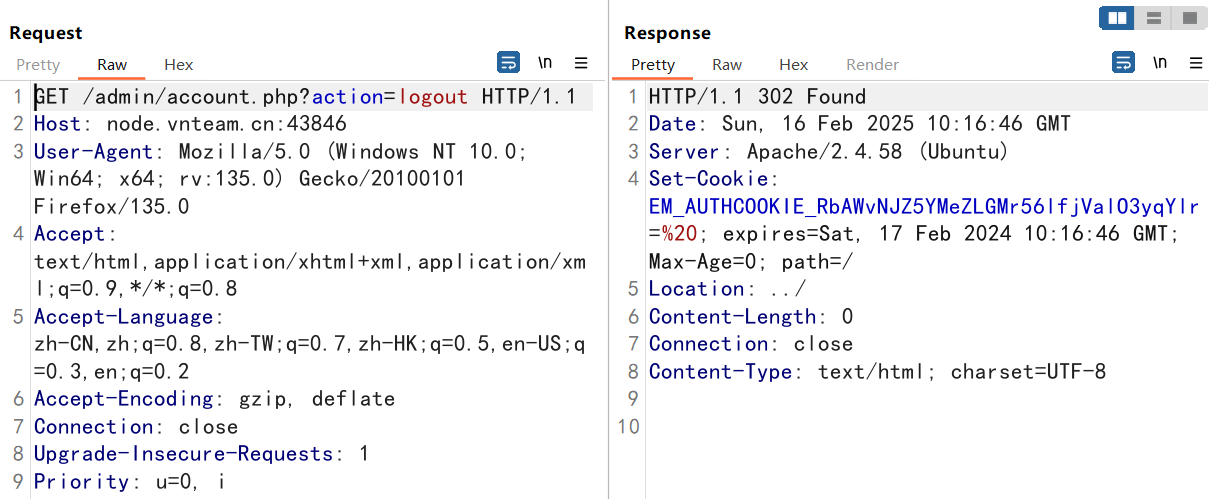 Request
Pretty Raw Hex \n
1 GET /admin/account.php?action=logout HTTP/1.1
2 Host: node.vnteam.cn:43846
3 User-Agent: Mozilla/5.0 (Windows NT 10.0;
Win64; x64; rv:135.0) Gecko/20100101
Firefox/135.0
4 Accept:
text/html,application/xhtml+xml,application/xm
l;q=0.9,*/*;q=0.8
5 Accept-Language:
zh-CN,zh;q=0.8,zh-TW;q=0.7,zh-HK;q=0.5,en-US;q
=0.3,en;q=0.2
6 Accept-Encoding: gzip, deflate
7 Connection: close
8 Upgrade-Insecure-Requests: 1
9 Priority: u=0, i
Response
Pretty Raw Hex Render \n
1 HTTP/1.1 302 Found
2 Date: Sun, 16 Feb 2025 10:16:46 GMT
3 Server: Apache/2.4.58 (Ubuntu)
4 Set-Cookie:
EM_AUTHCOOKIE_RbAWvNJZ5YMeZLGMr56lfjValO3yqYlr
=%20; expires=Sat, 17 Feb 2024 10:16:46 GMT;
Max-Age=0; path=/
5 Location: ../
6 Content-Length: 0
7 Connection: close
8 Content-Type: text/html; charset=UTF-8
9
10